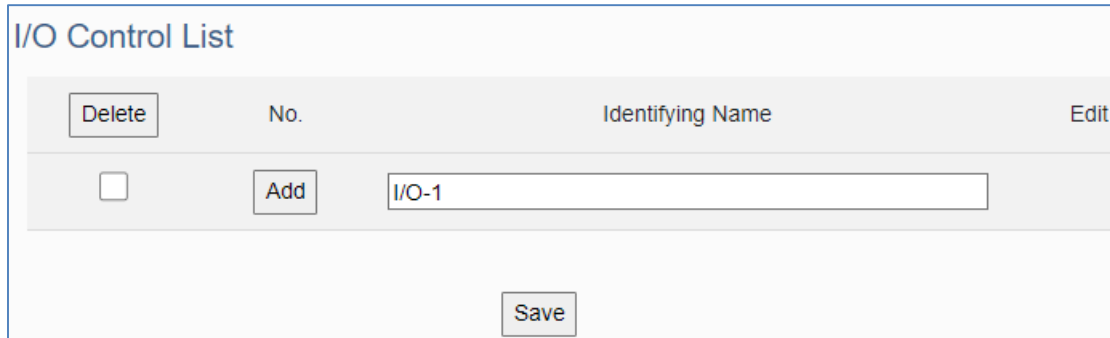 I/O Control List
Delete No. Identifying Name Edit
Add I/O-1
Save